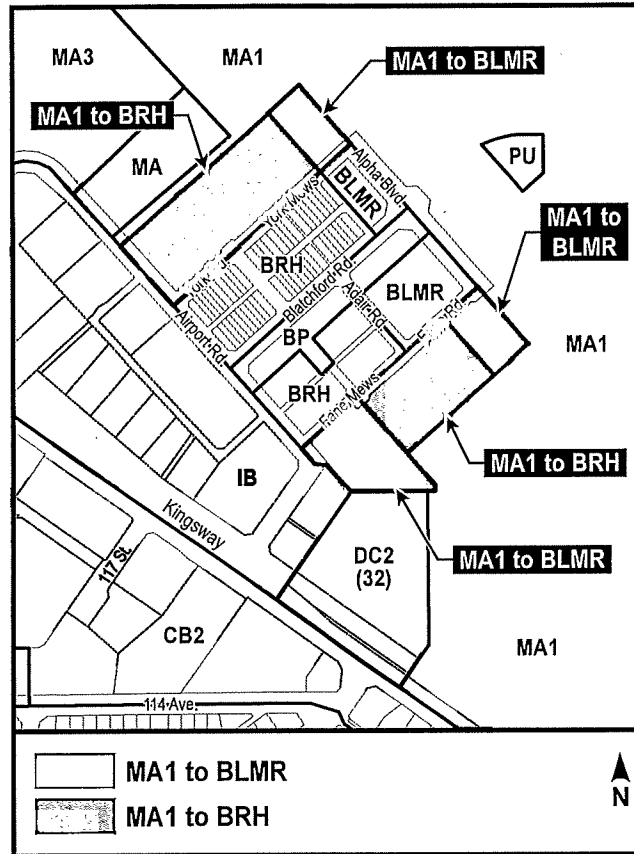 MA3
MA1
MA1 to BLMR
MA1 to BRH
MA
PU
Alpha Blvd.
York Mews
BLMR
MA1 to
BLMR
BRH
Blatchford Rd.
BLMR
Adair Rd.
Airport Rd.
BP
MA1
BRH
Fane Mews
MA1 to BRH
IB
Kingsway
MA1 to BLMR
DC2
(32)
117 St.
CB2
MA1
114 Ave.
MA1 to BLMR
MA1 to BRH
N